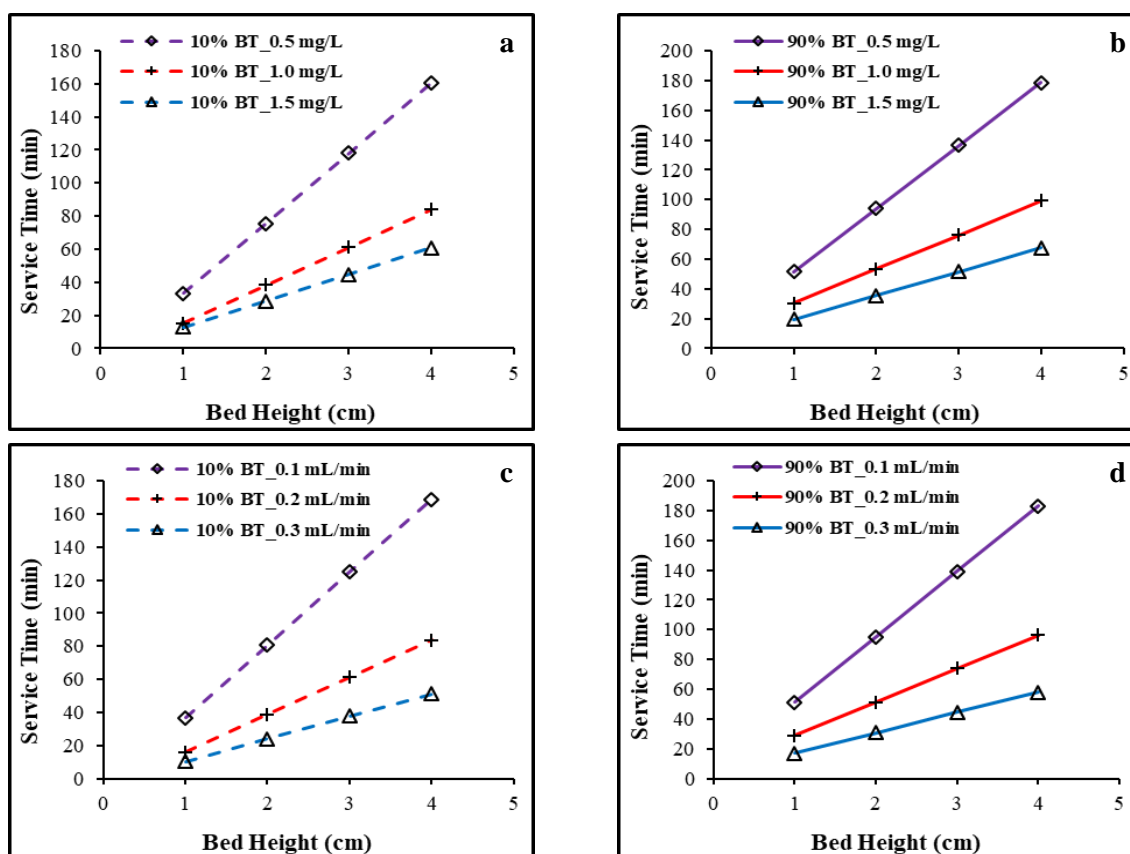 a
10% BT_0.5 mg/L
10% BT_1.0 mg/L
10% BT_1.5 mg/L
180
160
140
120
100
80
60
40
20
0
0 1 2 3 4 5
Service Time (min)
Bed Height (cm)
b
90% BT_0.5 mg/L
90% BT_1.0 mg/L
90% BT_1.5 mg/L
200
180
160
140
120
100
80
60
40
20
0
0 1 2 3 4 5
Service Time (min)
Bed Height (cm)
c
10% BT_0.1 mL/min
10% BT_0.2 mL/min
10% BT_0.3 mL/min
180
160
140
120
100
80
60
40
20
0
0 1 2 3 4 5
Service Time (min)
Bed Height (cm)
d
90% BT_0.1 mL/min
90% BT_0.2 mL/min
90% BT_0.3 mL/min
200
180
160
140
120
100
80
60
40
20
0
0 1 2 3 4 5
Service Time (min)
Bed Height (cm)